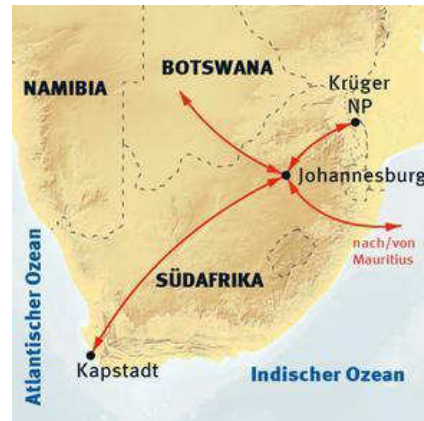 BOTSWANA
NAMIBIA
Krüger
NP
Johannesburg
nach/von
Mauritius
SÜDAFRIKA
Atlantischer Ozean
Kapstadt
Indischer Ozean